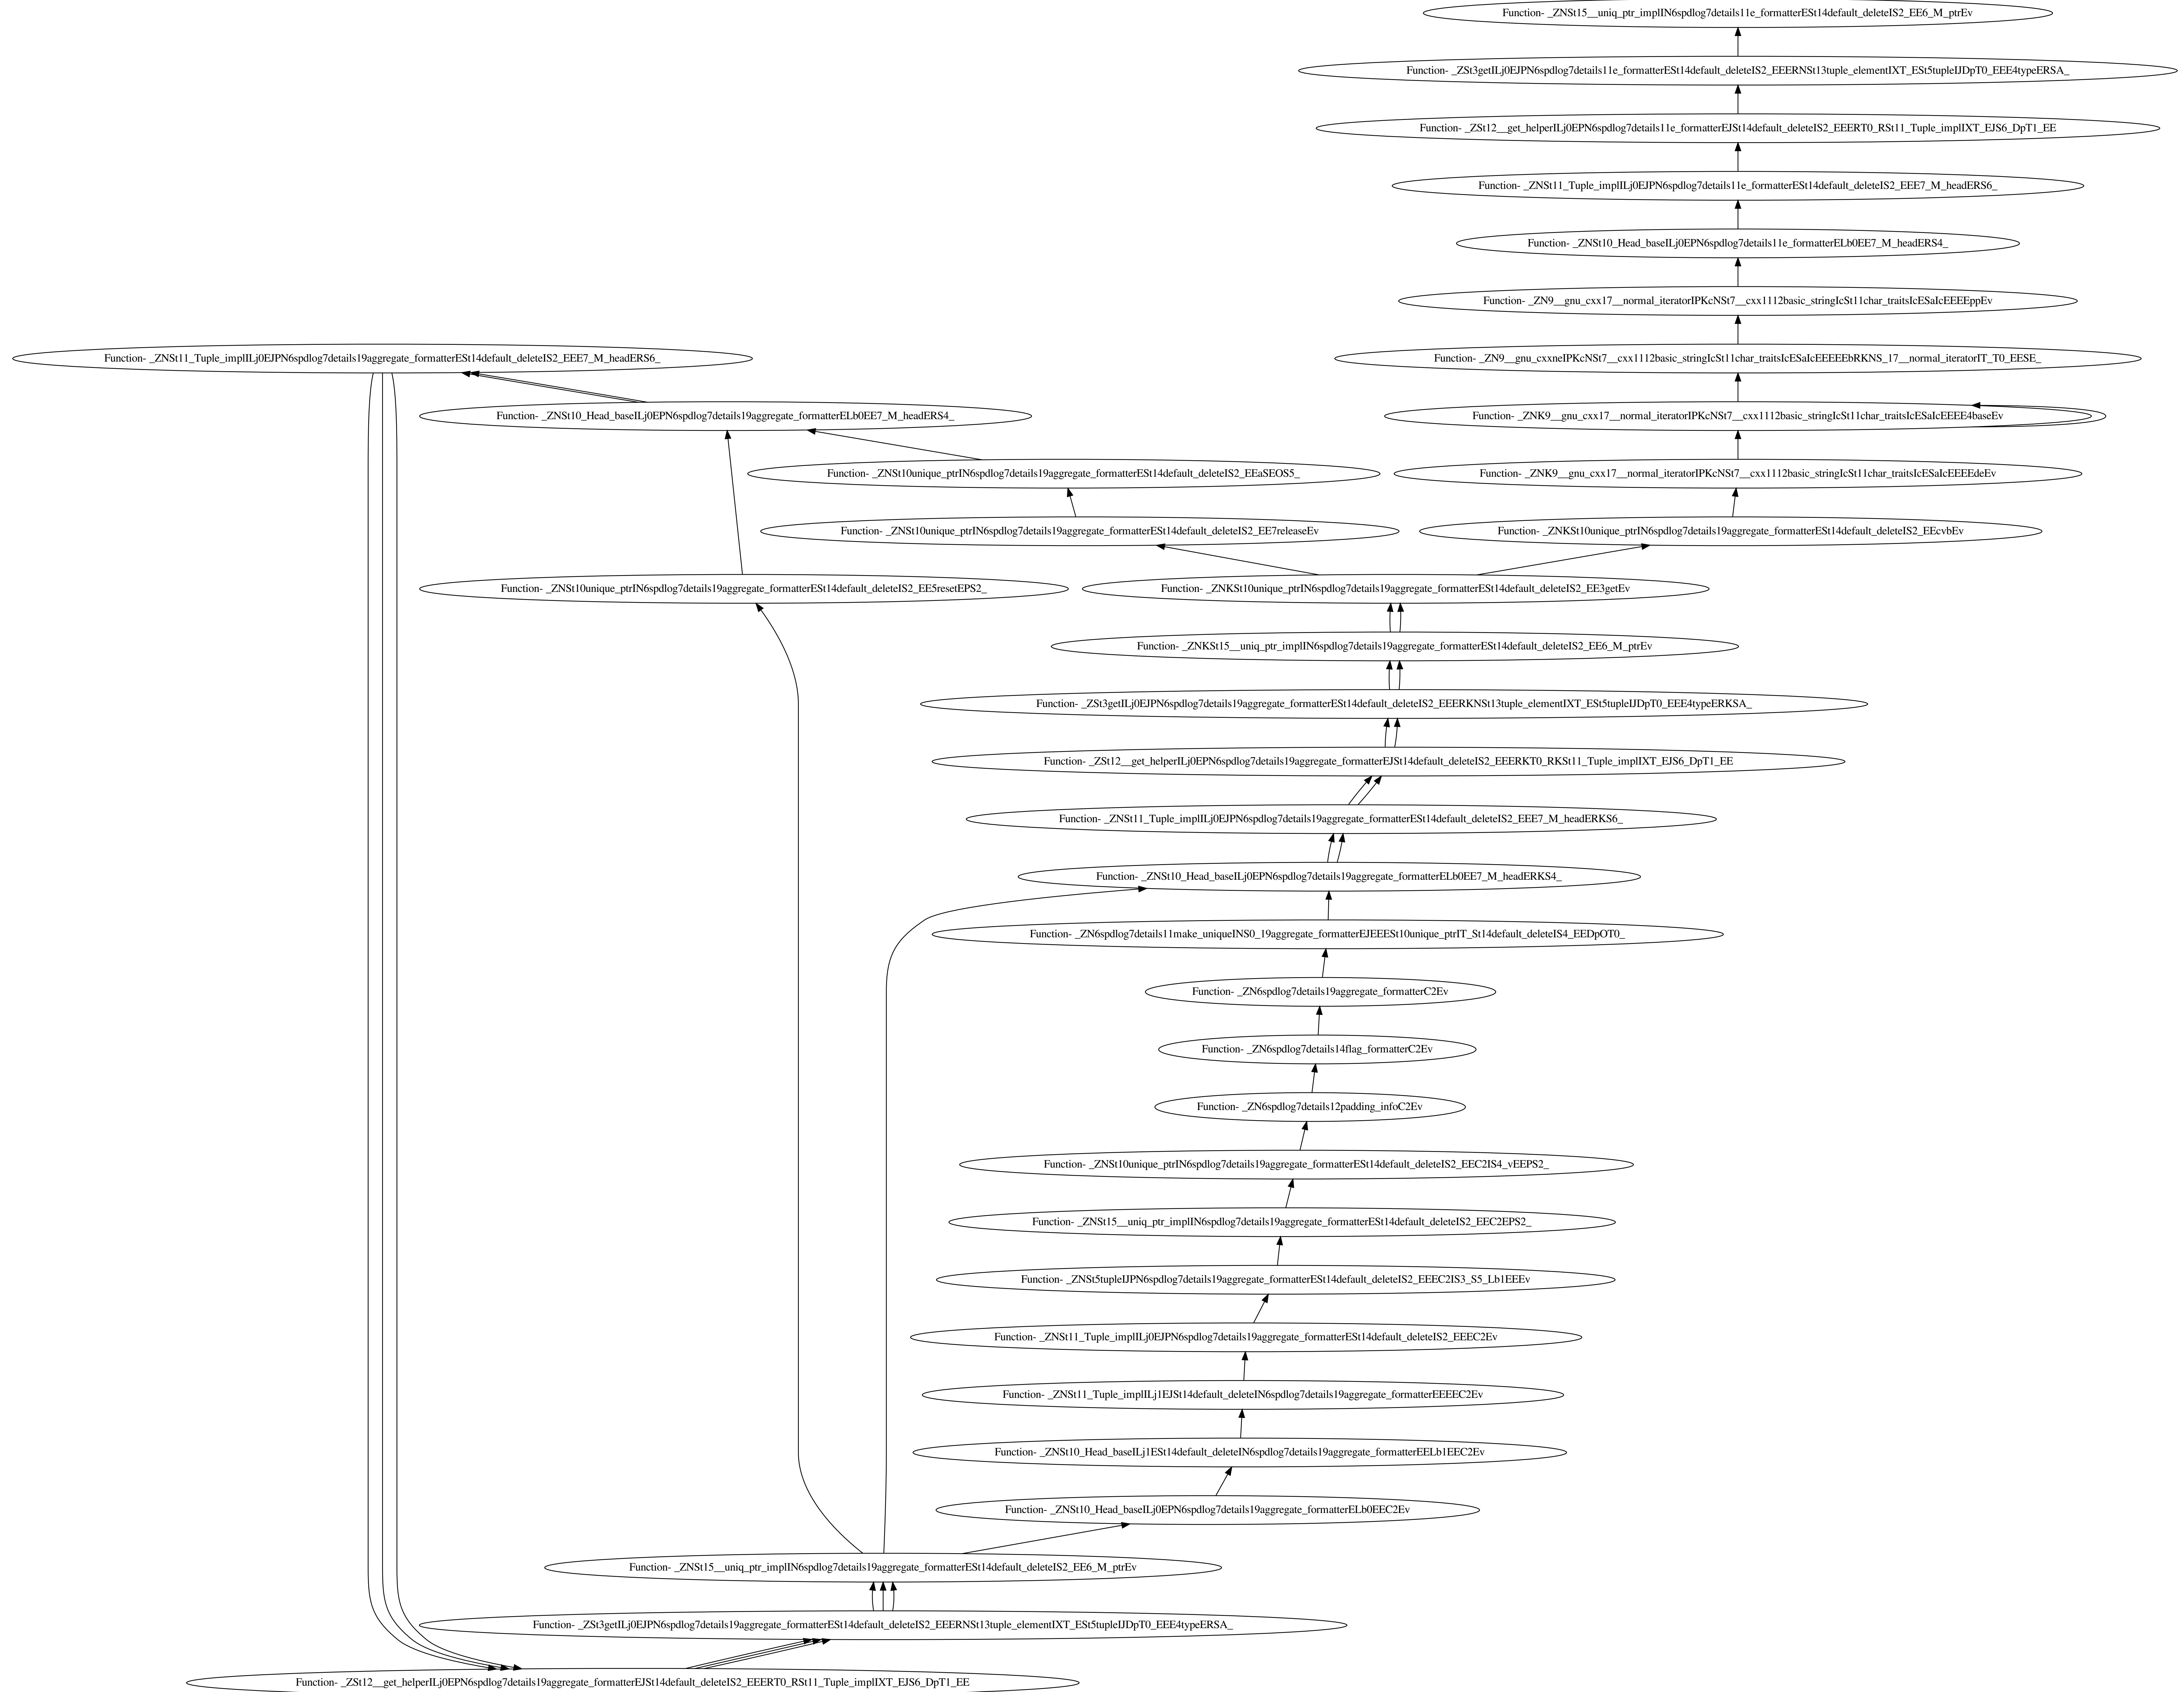 Function- _ZNSt15__uniq_ptr_implIN6spdlog7details11e_formatterESt14default_deleteIS2_EE6_M_ptrEv
Function- _ZSt3getILj0EJPN6spdlog7details11e_formatterESt14default_deleteIS2_EEERNSt13tuple_elementIXT_ESt5tupleIJDpT0_EEE4typeERSA_
Function- _ZSt12__get_helperILj0EPN6spdlog7details11e_formatterEJSt14default_deleteIS2_EEERT0_RSt11_Tuple_implIXT_EJS6_DpT1_EE
Function- _ZNSt11_Tuple_implILj0EJPN6spdlog7details11e_formatterESt14default_deleteIS2_EEE7_M_headERS6_
Function- _ZNSt10_Head_baseILj0EPN6spdlog7details11e_formatterELb0EE7_M_headERS4_
Function- _ZN9__gnu_cxx17__normal_iteratorIPKcNSt7__cxx1112basic_stringIcSt11char_traitsIcESaIcEEEEppEv
Function- _ZNSt11_Tuple_implILj0EJPN6spdlog7details19aggregate_formatterESt14default_deleteIS2_EEE7_M_headERS6_
Function- _ZN9__gnu_cxxneIPKcNSt7__cxx1112basic_stringIcSt11char_traitsIcESaIcEEEEEbRKNS_17__normal_iteratorIT_T0_EESE_
Function- _ZNSt10_Head_baseILj0EPN6spdlog7details19aggregate_formatterELb0EE7_M_headERS4_
Function- _ZNK9__gnu_cxx17__normal_iteratorIPKcNSt7__cxx1112basic_stringIcSt11char_traitsIcESaIcEEEE4baseEv
Function- _ZNSt10unique_ptrIN6spdlog7details19aggregate_formatterESt14default_deleteIS2_EEaSEOS5_
Function- _ZNK9__gnu_cxx17__normal_iteratorIPKcNSt7__cxx1112basic_stringIcSt11char_traitsIcESaIcEEEEdeEv
Function- _ZNSt10unique_ptrIN6spdlog7details19aggregate_formatterESt14default_deleteIS2_EE7releaseEv
Function- _ZNKSt10unique_ptrIN6spdlog7details19aggregate_formatterESt14default_deleteIS2_EEcvbEv
Function- _ZNSt10unique_ptrIN6spdlog7details19aggregate_formatterESt14default_deleteIS2_EE5resetEPS2_
Function- _ZNKSt10unique_ptrIN6spdlog7details19aggregate_formatterESt14default_deleteIS2_EE3getEv
Function- _ZNKSt15__uniq_ptr_implIN6spdlog7details19aggregate_formatterESt14default_deleteIS2_EE6_M_ptrEv
Function- _ZSt3getILj0EJPN6spdlog7details19aggregate_formatterESt14default_deleteIS2_EEERKNSt13tuple_elementIXT_ESt5tupleIJDpT0_EEE4typeERKSA_
Function- _ZSt12__get_helperILj0EPN6spdlog7details19aggregate_formatterEJSt14default_deleteIS2_EEERKT0_RKSt11_Tuple_implIXT_EJS6_DpT1_EE
Function- _ZNSt11_Tuple_implILj0EJPN6spdlog7details19aggregate_formatterESt14default_deleteIS2_EEE7_M_headERKS6_
Function- _ZNSt10_Head_baseILj0EPN6spdlog7details19aggregate_formatterELb0EE7_M_headERKS4_
Function- _ZN6spdlog7details11make_uniqueINS0_19aggregate_formatterEJEEESt10unique_ptrIT_St14default_deleteIS4_EEDpOT0_
Function- _ZN6spdlog7details19aggregate_formatterC2Ev
Function- _ZN6spdlog7details14flag_formatterC2Ev
Function- _ZN6spdlog7details12padding_infoC2Ev
Function- _ZNSt10unique_ptrIN6spdlog7details19aggregate_formatterESt14default_deleteIS2_EEC2IS4_vEEPS2_
Function- _ZNSt15__uniq_ptr_implIN6spdlog7details19aggregate_formatterESt14default_deleteIS2_EEC2EPS2_
Function- _ZNSt5tupleIJPN6spdlog7details19aggregate_formatterESt14default_deleteIS2_EEEC2IS3_S5_Lb1EEEv
Function- _ZNSt11_Tuple_implILj0EJPN6spdlog7details19aggregate_formatterESt14default_deleteIS2_EEEC2Ev
Function- _ZNSt11_Tuple_implILj1EJSt14default_deleteIN6spdlog7details19aggregate_formatterEEEEC2Ev
Function- _ZNSt10_Head_baseILj1ESt14default_deleteIN6spdlog7details19aggregate_formatterEELb1EEC2Ev
Function- _ZNSt10_Head_baseILj0EPN6spdlog7details19aggregate_formatterELb0EEC2Ev
Function- _ZNSt15__uniq_ptr_implIN6spdlog7details19aggregate_formatterESt14default_deleteIS2_EE6_M_ptrEv
Function- _ZSt3getILj0EJPN6spdlog7details19aggregate_formatterESt14default_deleteIS2_EEERNSt13tuple_elementIXT_ESt5tupleIJDpT0_EEE4typeERSA_
Function- _ZSt12__get_helperILj0EPN6spdlog7details19aggregate_formatterEJSt14default_deleteIS2_EEERT0_RSt11_Tuple_implIXT_EJS6_DpT1_EE